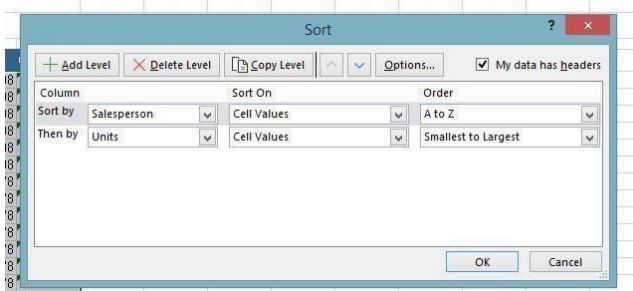 Sort
? ×
Add Level Delete Level Copy Level Options... My data has headers
Column Sort On Order
Sort by Salesperson Cell Values A to Z
Then by Units Cell Values Smallest to Largest
OK Cancel